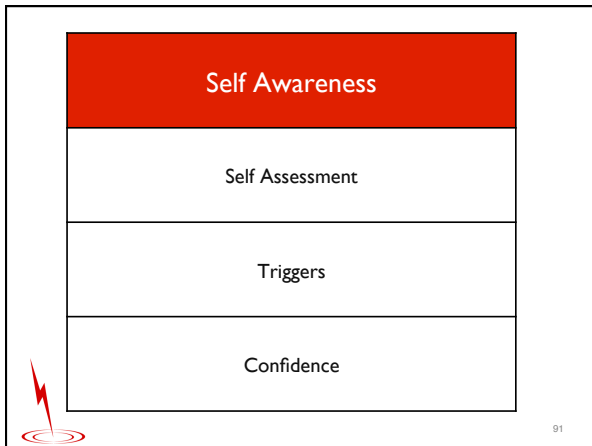 Self Awareness
Self Assessment
Triggers
Confidence
91